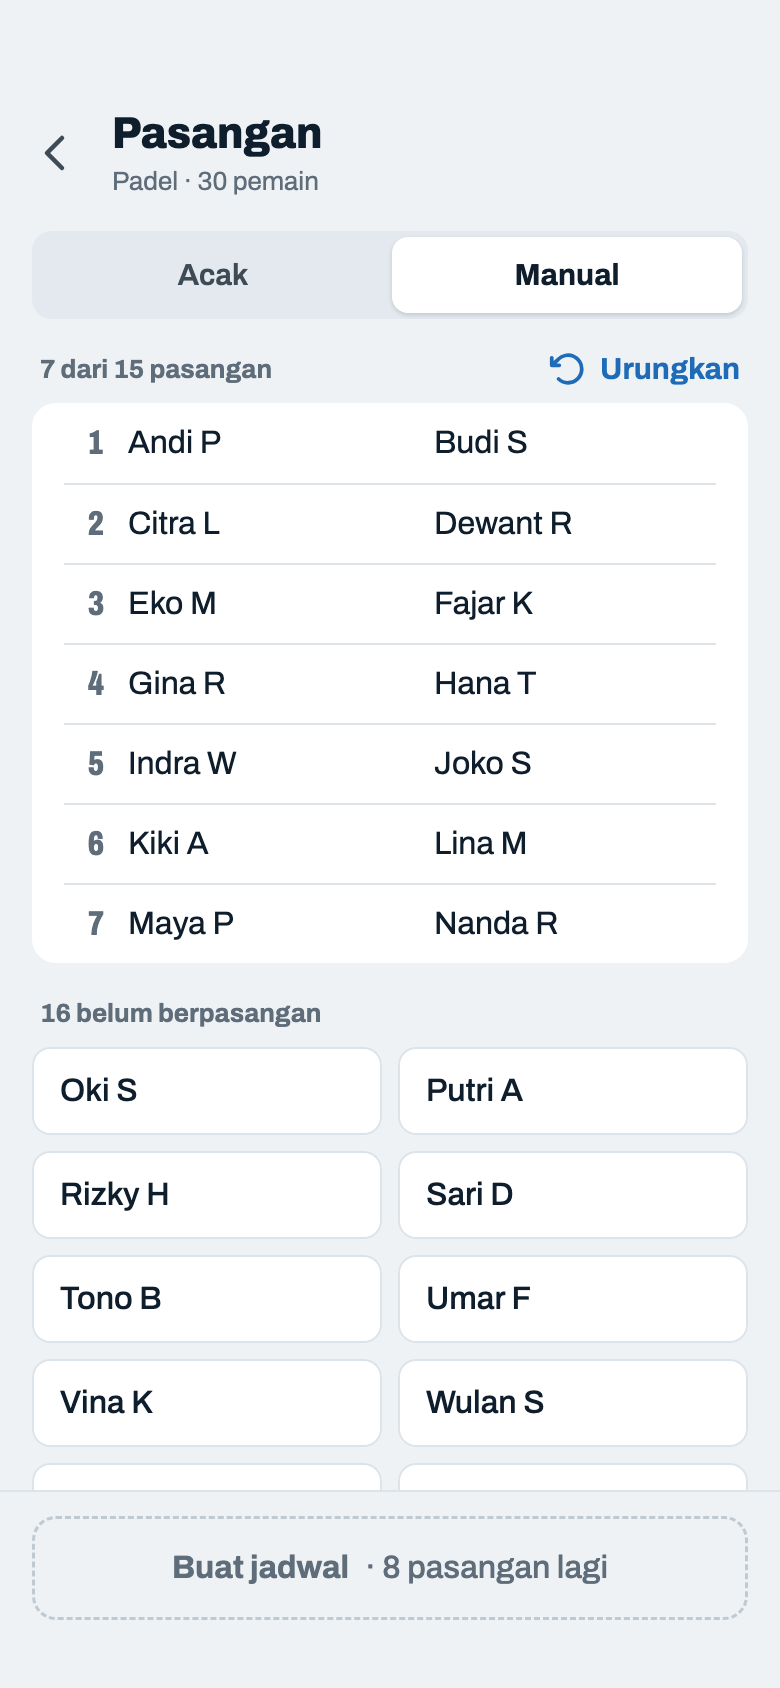 Pasangan
Padel · 30 pemain
Acak Manual
7 dari 15 pasangan Urungkan
1 Andi P Budi S
2 Citra L Dewant R
3 Eko M Fajar K
4 Gina R Hana T
5 Indra W Joko S
6 Kiki A Lina M
7 Maya P Nanda R
16 belum berpasangan
Oki S Putri A
Rizky H Sari D
Tono B Umar F
Vina K Wulan S
Buat jadwal · 8 pasangan lagi